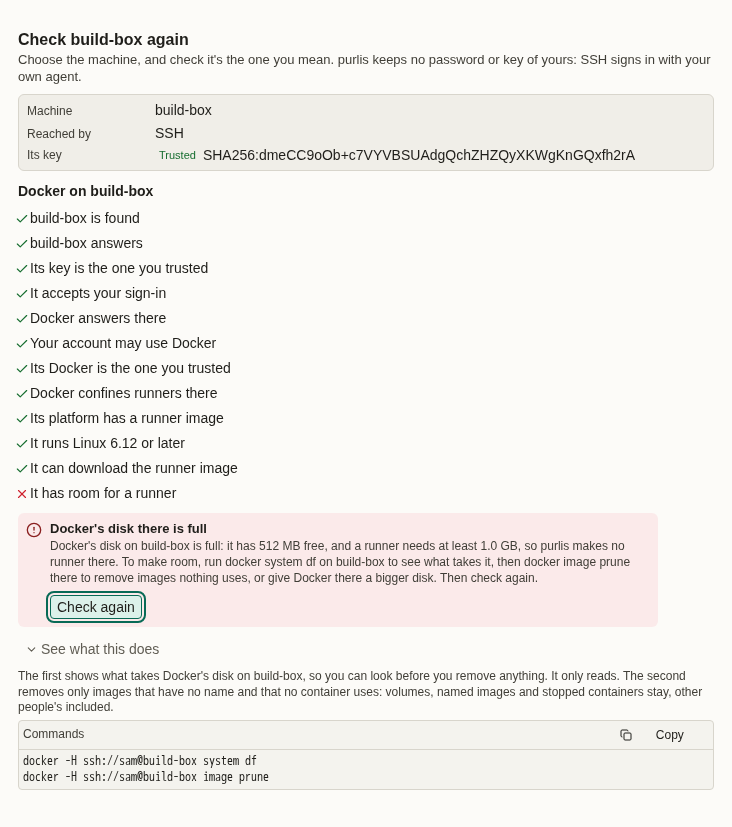 Check build-box again
Choose the machine, and check it's the one you mean. purlis keeps no password or key of yours: SSH signs in with your
own agent.
Machine build-box
Reached by SSH
Its key Trusted SHA256:dmeCC9oOb+c7VYVBSUAdgQchZHZQyXKWgKnGQxfh2rA
Docker on build-box
build-box is found
build-box answers
Its key is the one you trusted
It accepts your sign-in
Docker answers there
Your account may use Docker
Its Docker is the one you trusted
Docker confines runners there
Its platform has a runner image
It runs Linux 6.12 or later
It can download the runner image
It has room for a runner
Docker's disk there is full
Docker's disk on build-box is full: it has 512 MB free, and a runner needs at least 1.0 GB, so purlis makes no
runner there. To make room, run docker system df on build-box to see what takes it, then docker image prune
there to remove images nothing uses, or give Docker there a bigger disk. Then check again.
Check again
See what this does
The first shows what takes Docker's disk on build-box, so you can look before you remove anything. It only reads. The second
removes only images that have no name and that no container uses: volumes, named images and stopped containers stay, other
people's included.
Commands Copy
docker -H ssh://sam@build-box system df
docker -H ssh://sam@build-box image prune